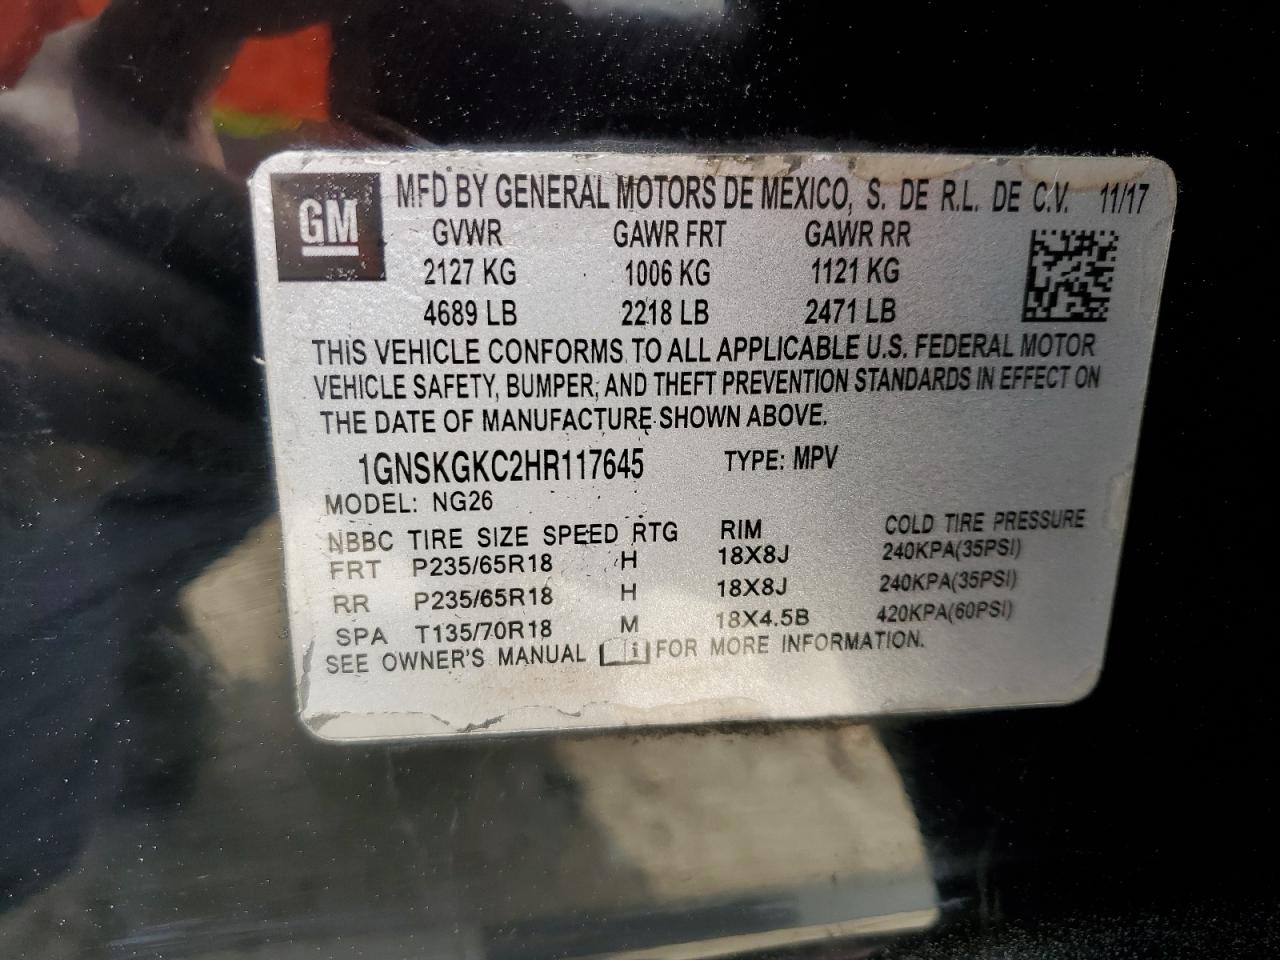 GM MFD BY GENERAL MOTORS DE MEXICO, S. DE R.L. DE C.V. 11/17
GVWR GAWR FRT GAWR RR
2127 KG 1006 KG 1121 KG
4689 LB 2218 LB 2471 LB
THIS VEHICLE CONFORMS TO ALL APPLICABLE U.S. FEDERAL MOTOR
VEHICLE SAFETY, BUMPER, AND THEFT PREVENTION STANDARDS IN EFFECT ON
THE DATE OF MANUFACTURE SHOWN ABOVE.
1GNSKGKC2HR117645 TYPE: MPV
MODEL: NG26
NBBC TIRE SIZE SPEED RTG RIM COLD TIRE PRESSURE
FRT P235/65R18 H 18X8J 240KPA(35PSI)
RR P235/65R18 H 18X8J 240KPA(35PSI)
SPA T135/70R18 M 18X4.5B 420KPA(60PSI)
SEE OWNER'S MANUAL i FOR MORE INFORMATION.